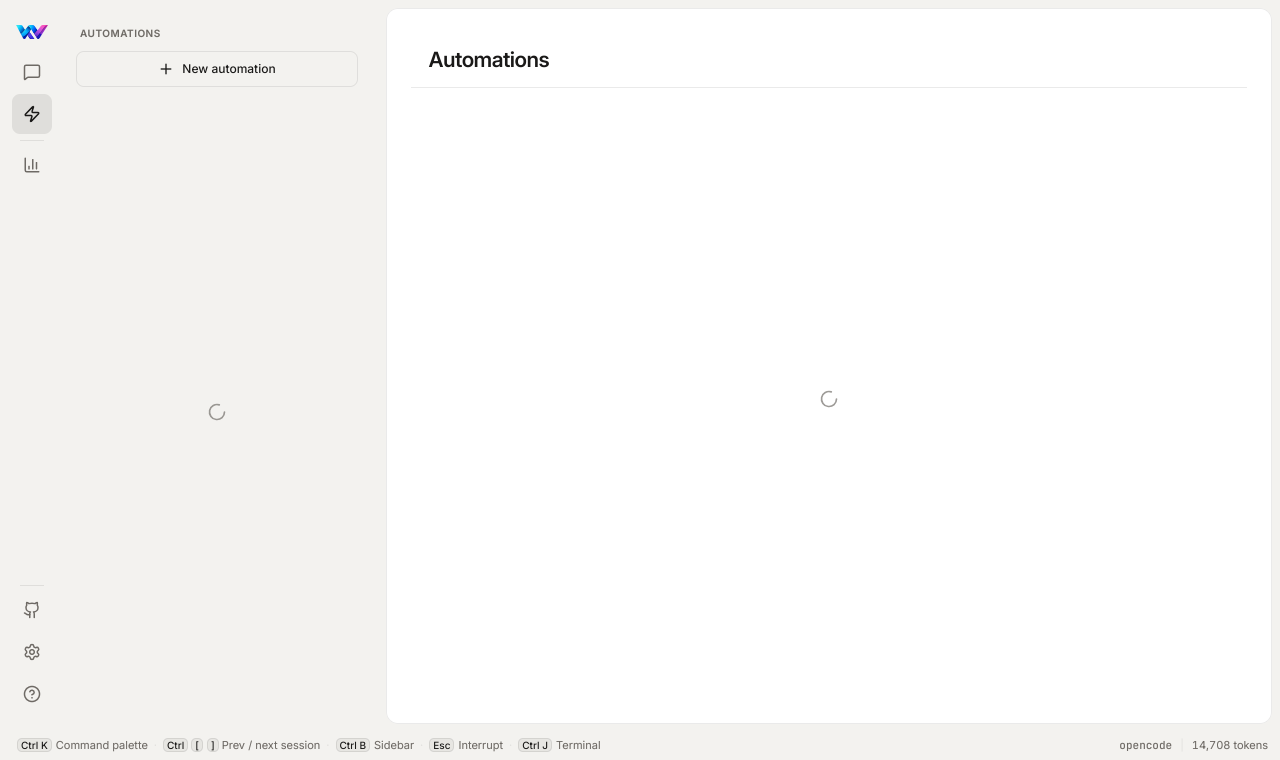 AUTOMATIONS
New automation
Automations
Ctrl K Command palette Ctrl [ ] Prev / next session Ctrl B Sidebar Esc Interrupt Ctrl J Terminal
opencode 14,708 tokens